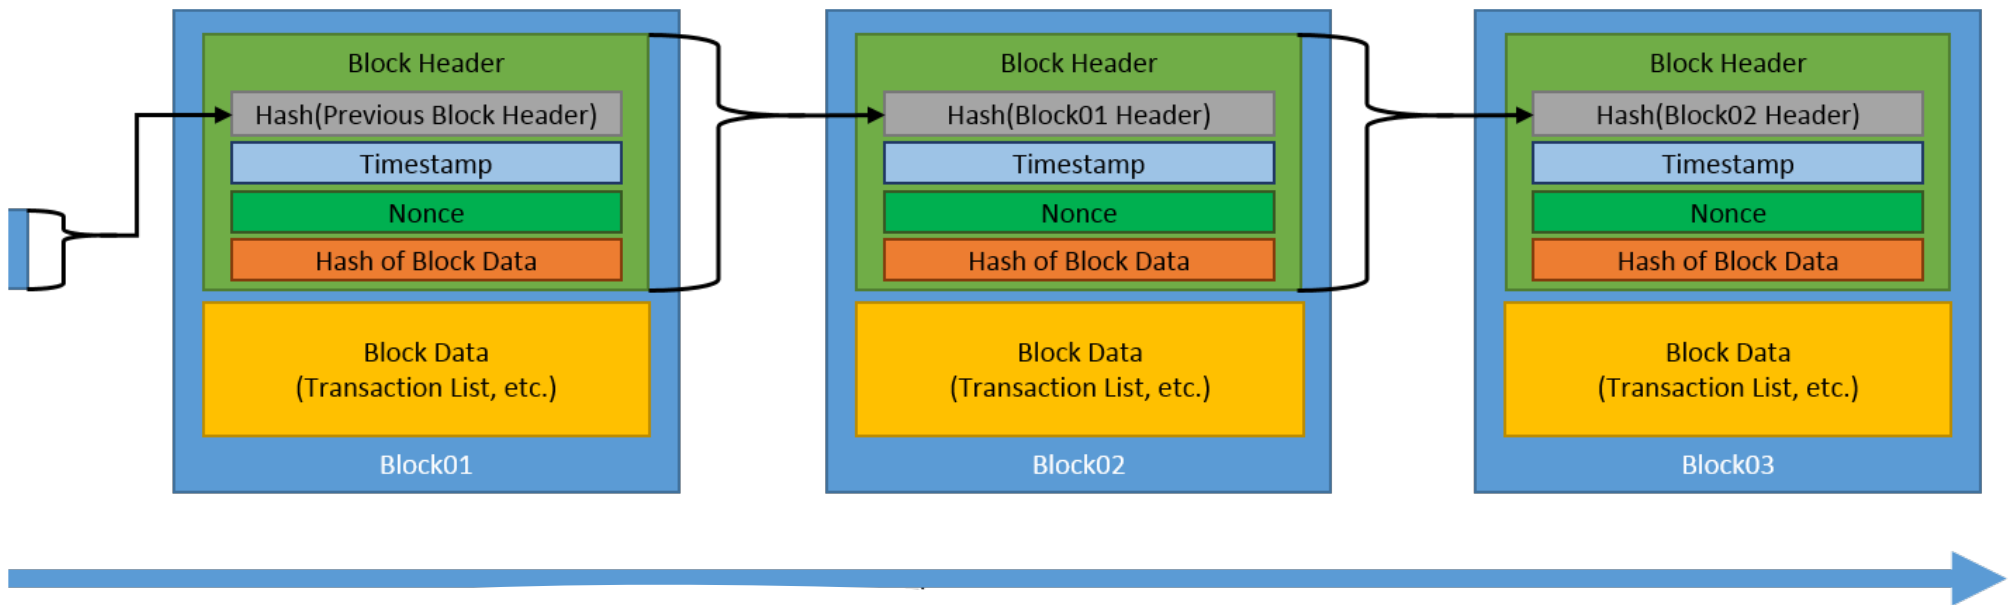 Block Header
Hash(Previous Block Header)
Timestamp
Nonce
Hash of Block Data
Block Data
(Transaction List, etc.)
Block01
Block Header
Hash(Block01 Header)
Timestamp
Nonce
Hash of Block Data
Block Data
(Transaction List, etc.)
Block02
Block Header
Hash(Block02 Header)
Timestamp
Nonce
Hash of Block Data
Block Data
(Transaction List, etc.)
Block03